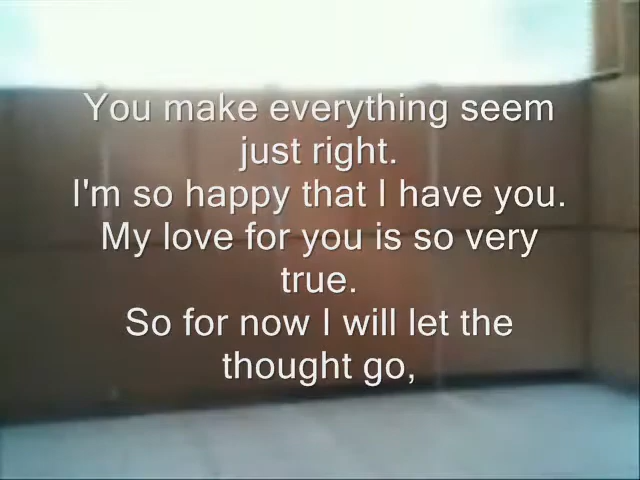 You make everything seem
just right.
I'm so happy that I have you.
My love for you is so very
true.
So for now I will let the
thought go,